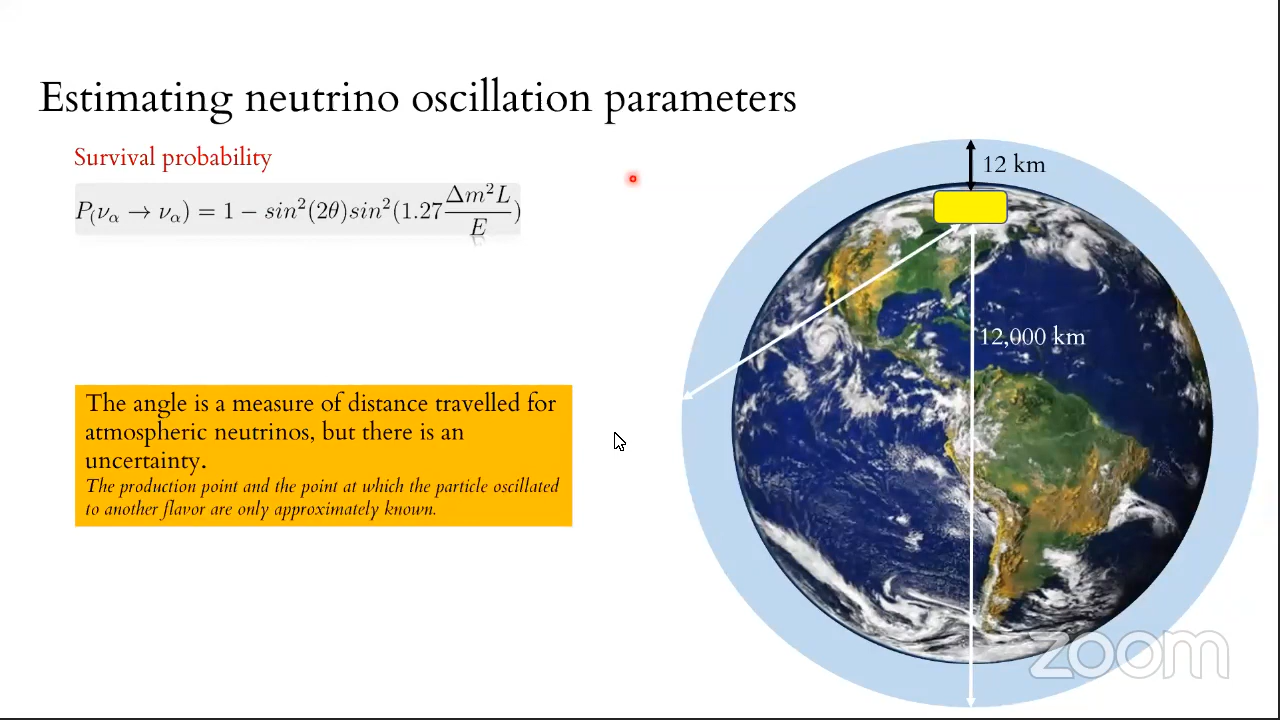 Estimating neutrino oscillation parameters
Survival probability
P(ν_α → ν_α) = 1 − sin²(2θ)sin²(1.27 Δm²L/E)
12 km
12,000 km
The angle is a measure of distance travelled for
atmospheric neutrinos, but there is an
uncertainty.
The production point and the point at which the particle oscillated
to another flavor are only approximately known.
zoom